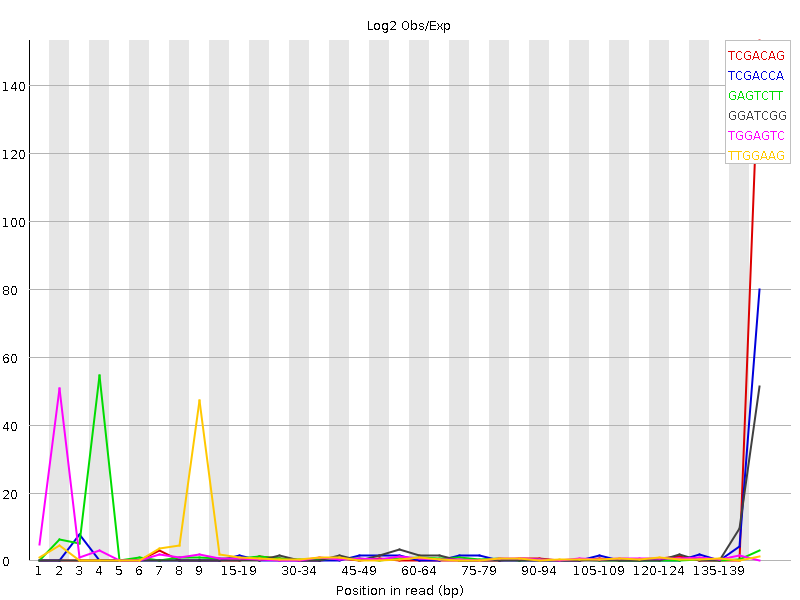 Log2 Obs/Exp
TCGACAG
TCGACCA
GAGTCTT
GGATCGG
TGGAGTC
TTGGAAG
140
120
100
80
60
40
20
0
1 2 3 4 5 6 7 8 9 15-19 30-34 45-49 60-64 75-79 90-94 105-109 120-124 135-139
Position in read (bp)